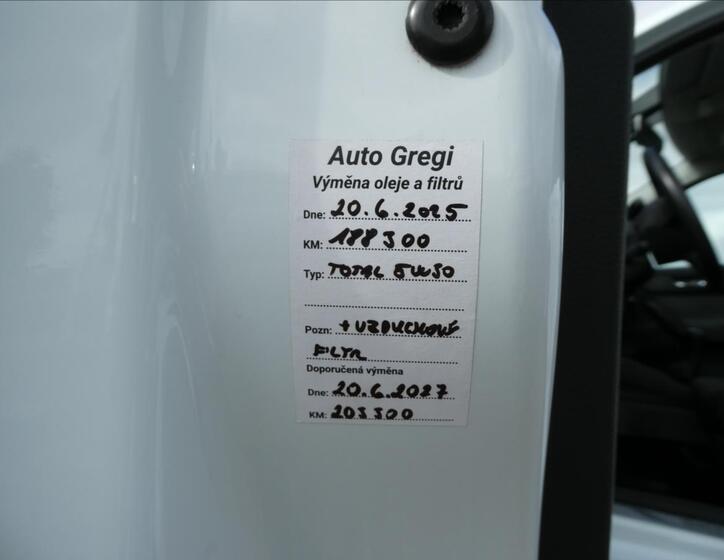 Auto Gregi
Výměna oleje a filtrů
Dne: 20.6.2025
KM: 188300
Typ: TOTAL 5W30
Pozn: + VZDUCHOVÝ
FILTR
Doporučená výměna
Dne: 20.6.2027
KM: 203300